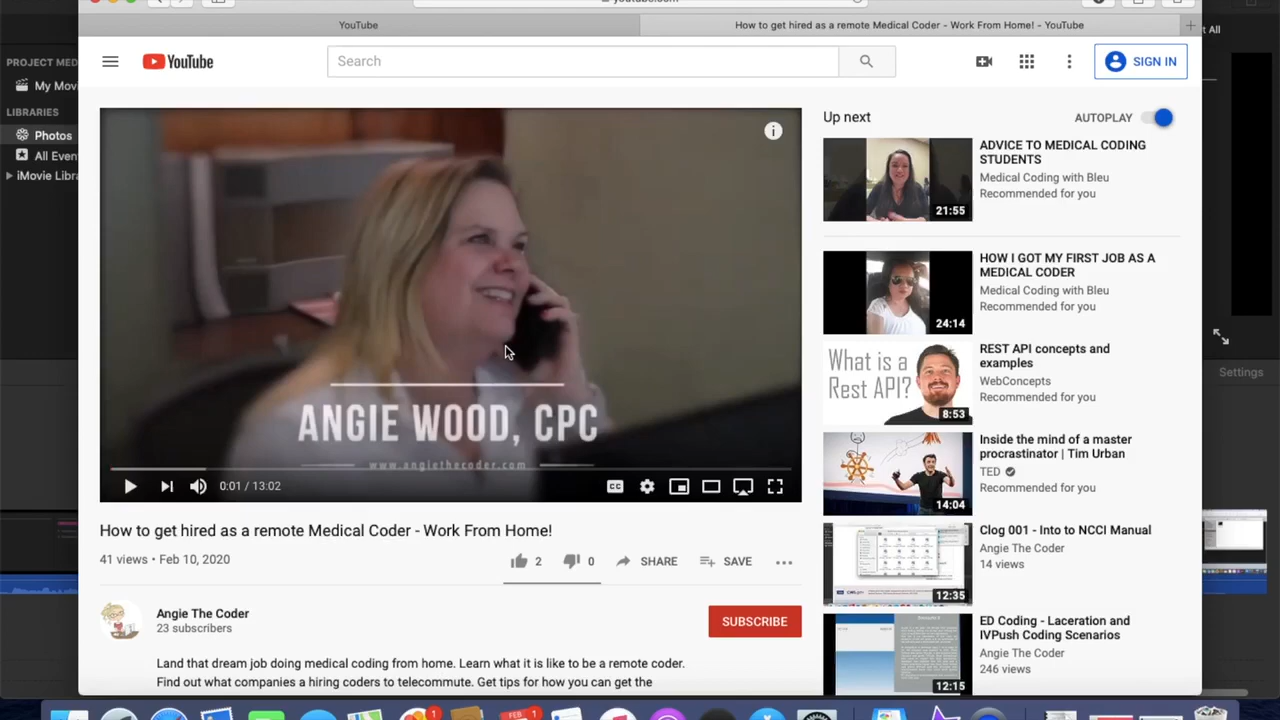 youtube.com
YouTube
How to get hired as a remote Medical Coder - Work From Home! - YouTube
PROJECT MED
My Movi
LIBRARIES
Photos
All Even
iMovie Libra
t All
Settings
YouTube
Search
SIGN IN
ANGIE WOOD, CPC
www.angiethecoder.com
0:01 / 13:02
CC
How to get hired as a remote Medical Coder - Work From Home!
41 views • Feb 10, 2020
2
0
SHARE
SAVE
Angie The Coder
23 subscribers
SUBSCRIBE
Land that dream job doing medical coding from home. Learn what it is like to be a remote coder.
Find out w panies a hiring coders to telecommute. Get tips for how you can get the
Up next
AUTOPLAY
ADVICE TO MEDICAL CODING
STUDENTS
Medical Coding with Bleu
Recommended for you
21:55
HOW I GOT MY FIRST JOB AS A
MEDICAL CODER
Medical Coding with Bleu
Recommended for you
24:14
What is a
Rest API?
8:53
REST API concepts and
examples
WebConcepts
Recommended for you
Inside the mind of a master
procrastinator | Tim Urban
TED
Recommended for you
14:04
Clog 001 - Into to NCCI Manual
Angie The Coder
14 views
12:35
ED Coding - Laceration and
IVPush Coding Scenarios
Angie The Coder
246 views
12:15
1
FEB
1